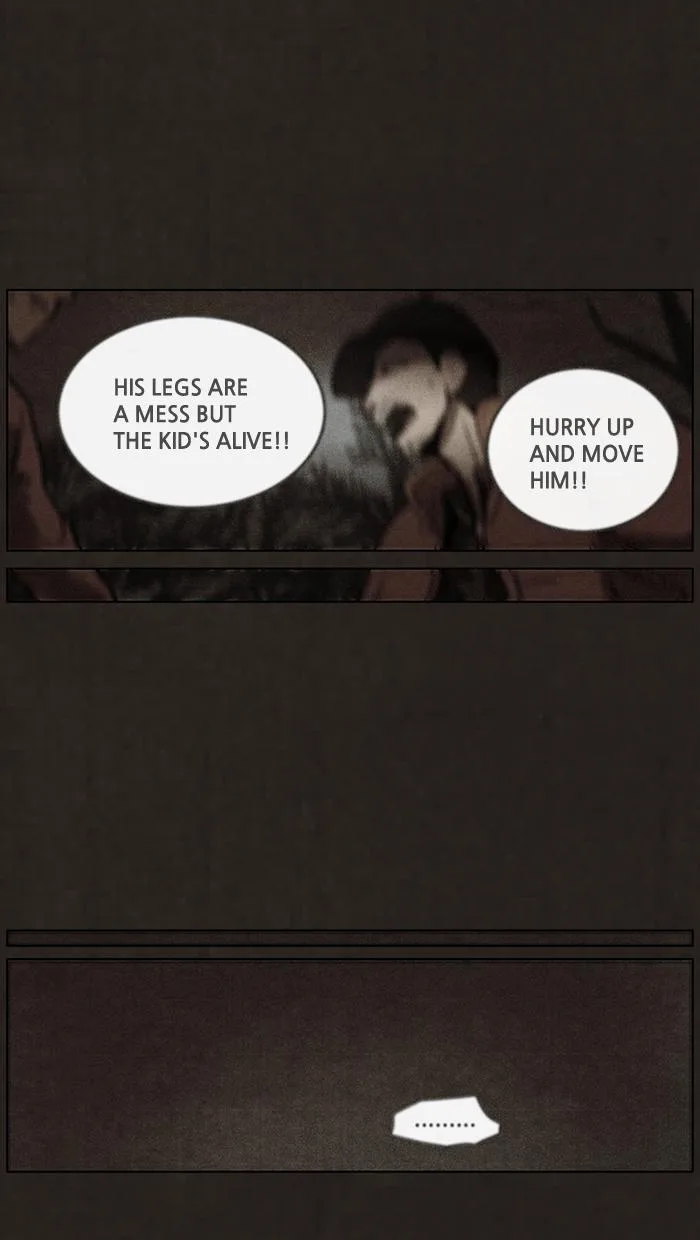 HIS LEGS ARE
A MESS BUT
THE KID'S ALIVE!!
HURRY UP
AND MOVE
HIM!!
.........